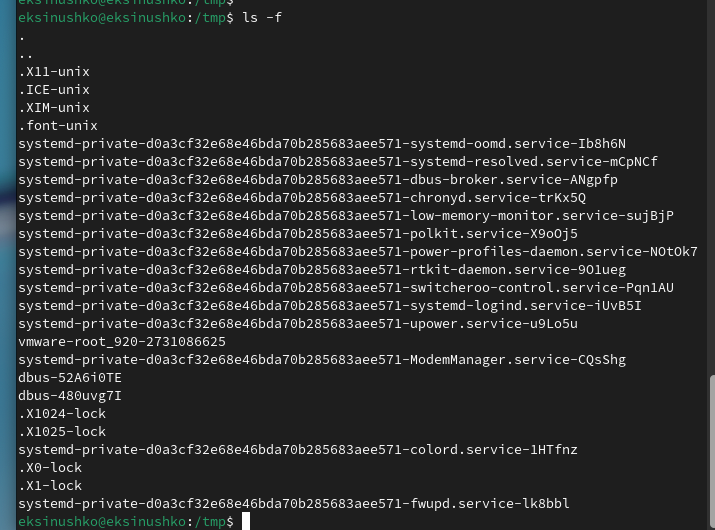 eksinushko@eksinushko:/tmp$
eksinushko@eksinushko:/tmp$ ls -f
.
..
.X11-unix
.ICE-unix
.XIM-unix
.font-unix
systemd-private-d0a3cf32e68e46bda70b285683aee571-systemd-oomd.service-Ib8h6N
systemd-private-d0a3cf32e68e46bda70b285683aee571-systemd-resolved.service-mCpNCf
systemd-private-d0a3cf32e68e46bda70b285683aee571-dbus-broker.service-ANgpfp
systemd-private-d0a3cf32e68e46bda70b285683aee571-chronyd.service-trKx5Q
systemd-private-d0a3cf32e68e46bda70b285683aee571-low-memory-monitor.service-sujBjP
systemd-private-d0a3cf32e68e46bda70b285683aee571-polkit.service-X9oOj5
systemd-private-d0a3cf32e68e46bda70b285683aee571-power-profiles-daemon.service-NOtOk7
systemd-private-d0a3cf32e68e46bda70b285683aee571-rtkit-daemon.service-9O1ueg
systemd-private-d0a3cf32e68e46bda70b285683aee571-switcheroo-control.service-Pqn1AU
systemd-private-d0a3cf32e68e46bda70b285683aee571-systemd-logind.service-iUvB5I
systemd-private-d0a3cf32e68e46bda70b285683aee571-upower.service-u9Lo5u
vmware-root_920-2731086625
systemd-private-d0a3cf32e68e46bda70b285683aee571-ModemManager.service-CQsShg
dbus-52A6i0TE
dbus-480uvg7I
.X1024-lock
.X1025-lock
systemd-private-d0a3cf32e68e46bda70b285683aee571-colord.service-1HTfnz
.X0-lock
.X1-lock
systemd-private-d0a3cf32e68e46bda70b285683aee571-fwupd.service-lk8bbl
eksinushko@eksinushko:/tmp$